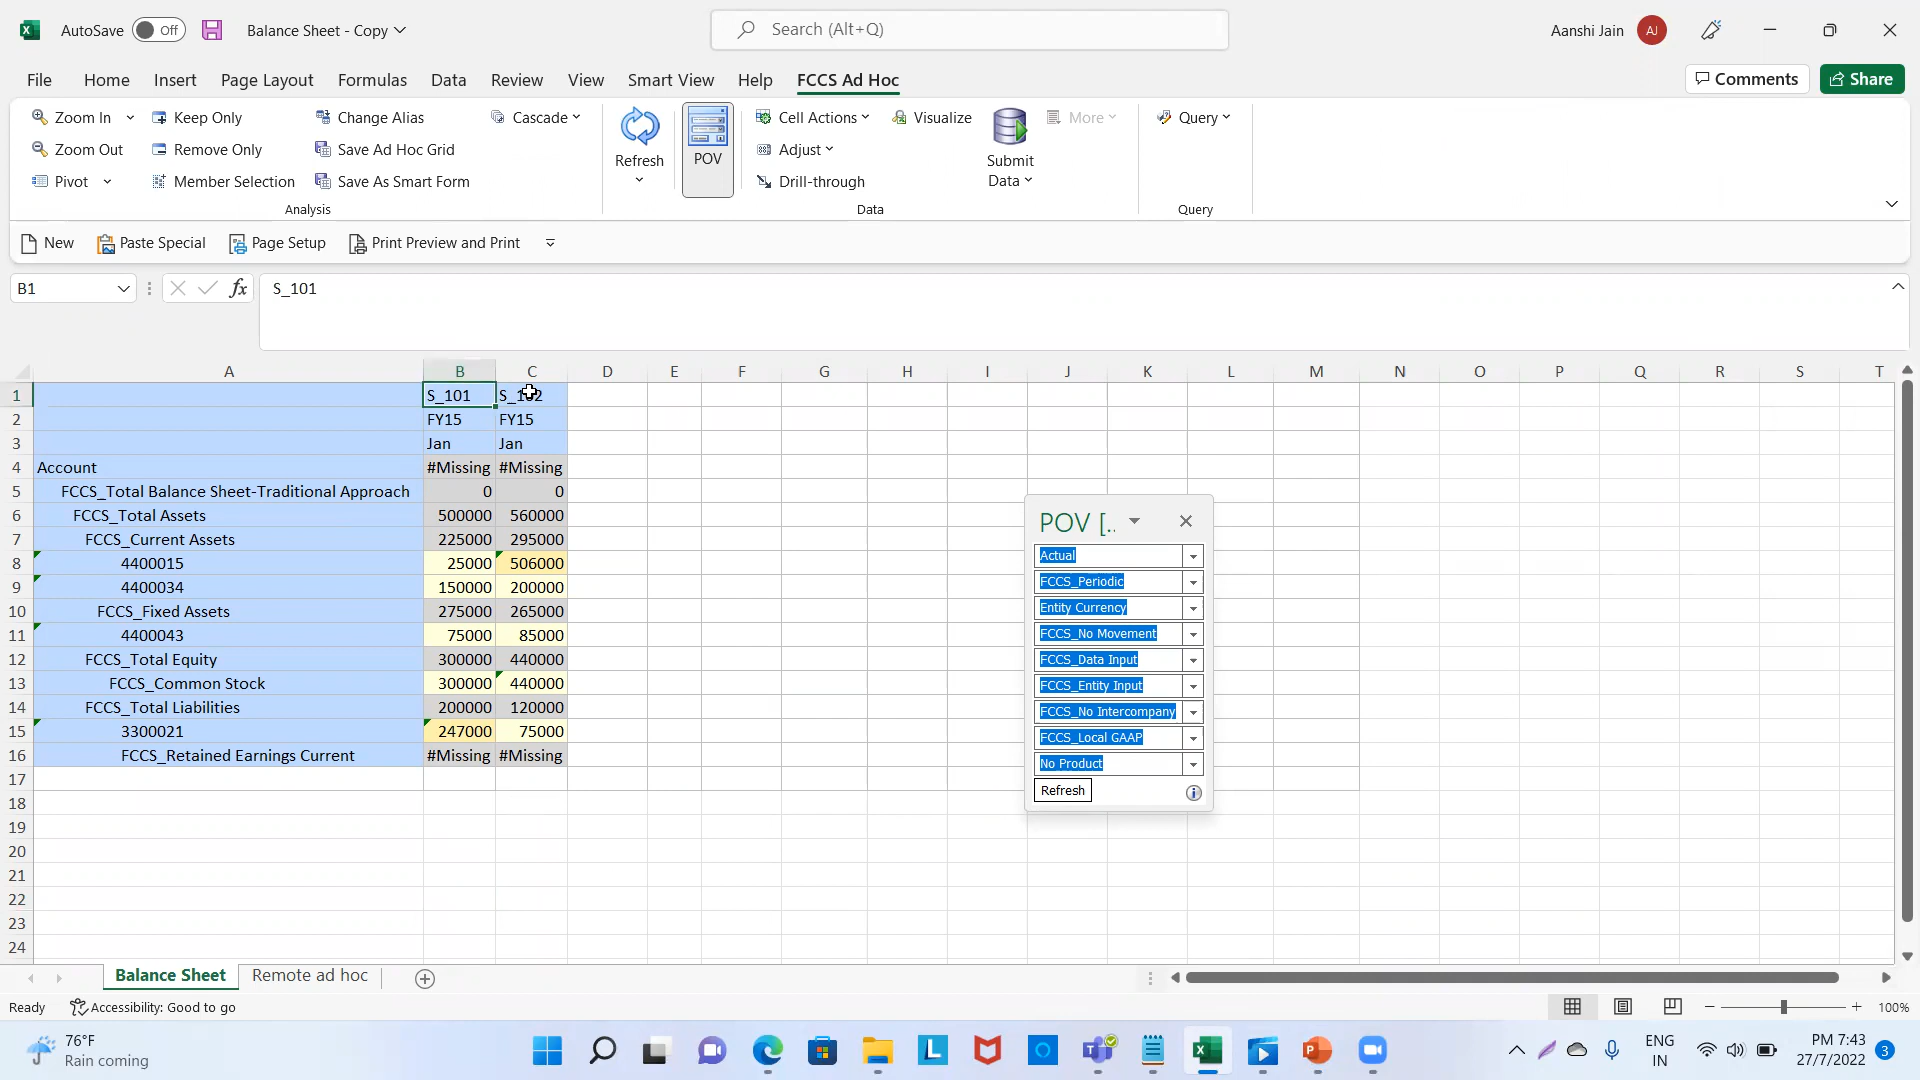 AutoSave Off Balance Sheet - Copy Search (Alt+Q) Aanshi Jain AJ
File Home Insert Page Layout Formulas Data Review View Smart View Help FCCS Ad Hoc Comments Share
Zoom In Keep Only Change Alias Cascade Cell Actions Visualize More Query
Zoom Out Remove Only Save Ad Hoc Grid Refresh POV Adjust Submit Data
Pivot Member Selection Save As Smart Form Drill-through
Analysis Data Query
New Paste Special Page Setup Print Preview and Print
B1 fx S_101
A B C D E F G H I J K L M N O P Q R S T
1 S_101 S_102
2 FY15 FY15
3 Jan Jan
4 Account #Missing #Missing
5 FCCS_Total Balance Sheet-Traditional Approach 0 0
6 FCCS_Total Assets 500000 560000
7 FCCS_Current Assets 225000 295000
8 4400015 25000 506000
9 4400034 150000 200000
10 FCCS_Fixed Assets 275000 265000
11 4400043 75000 85000
12 FCCS_Total Equity 300000 440000
13 FCCS_Common Stock 300000 440000
14 FCCS_Total Liabilities 200000 120000
15 3300021 247000 75000
16 FCCS_Retained Earnings Current #Missing #Missing
17
18
19
20
21
22
23
24
POV [..
Actual
FCCS_Periodic
Entity Currency
FCCS_No Movement
FCCS_Data Input
FCCS_Entity Input
FCCS_No Intercompany
FCCS_Local GAAP
No Product
Refresh
Balance Sheet Remote ad hoc
Ready Accessibility: Good to go 100%
76°F
Rain coming
ENG
IN
PM 7:43
27/7/2022
3